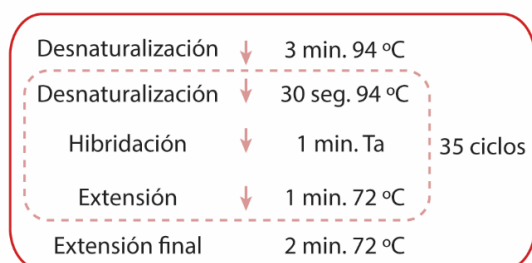 Desnaturalización 3 min. 94 ºC
Desnaturalización 30 seg. 94 ºC
Hibridación 1 min. Ta
35 ciclos
Extensión 1 min. 72 ºC
Extensión final 2 min. 72 ºC